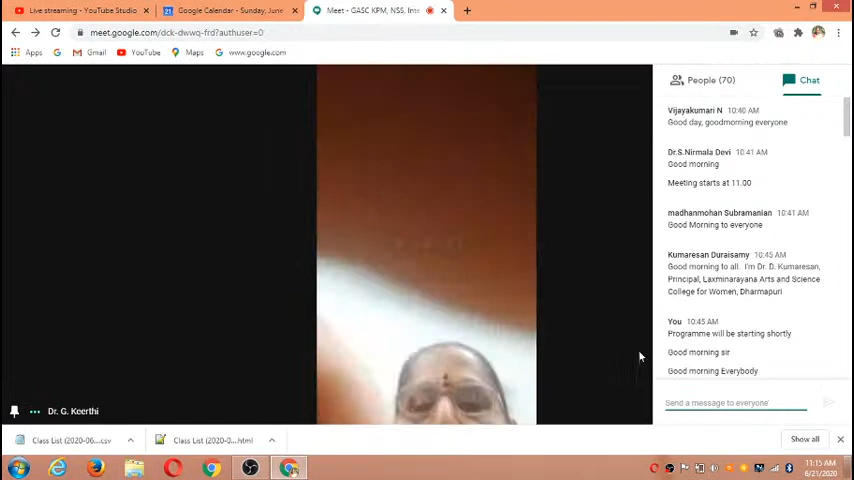 Live streaming - YouTube Studio
Google Calendar - Sunday, June
Meet - GASC KPM, NSS, Inte
meet.google.com/dck-dwwq-frd?authuser=0
Apps
Gmail
YouTube
Maps
www.google.com
People (70)
Chat
Vijayakumari N 10:40 AM
Good day, goodmorning everyone
Dr.S.Nirmala Devi 10:41 AM
Good morning
Meeting starts at 11.00
madhanmohan Subramanian 10:41 AM
Good Morning to everyone
Kumaresan Duraisamy 10:45 AM
Good morning to all. I'm Dr. D. Kumaresan,
Principal, Laxminarayana Arts and Science
College for Women, Dharmapuri
You 10:45 AM
Programme will be starting shortly
Good morning sir
Good morning Everybody
Dr. G. Keerthi
Send a message to everyone
Class List (2020-06....csv
Class List (2020-0....html
Show all
11:15 AM
6/21/2020